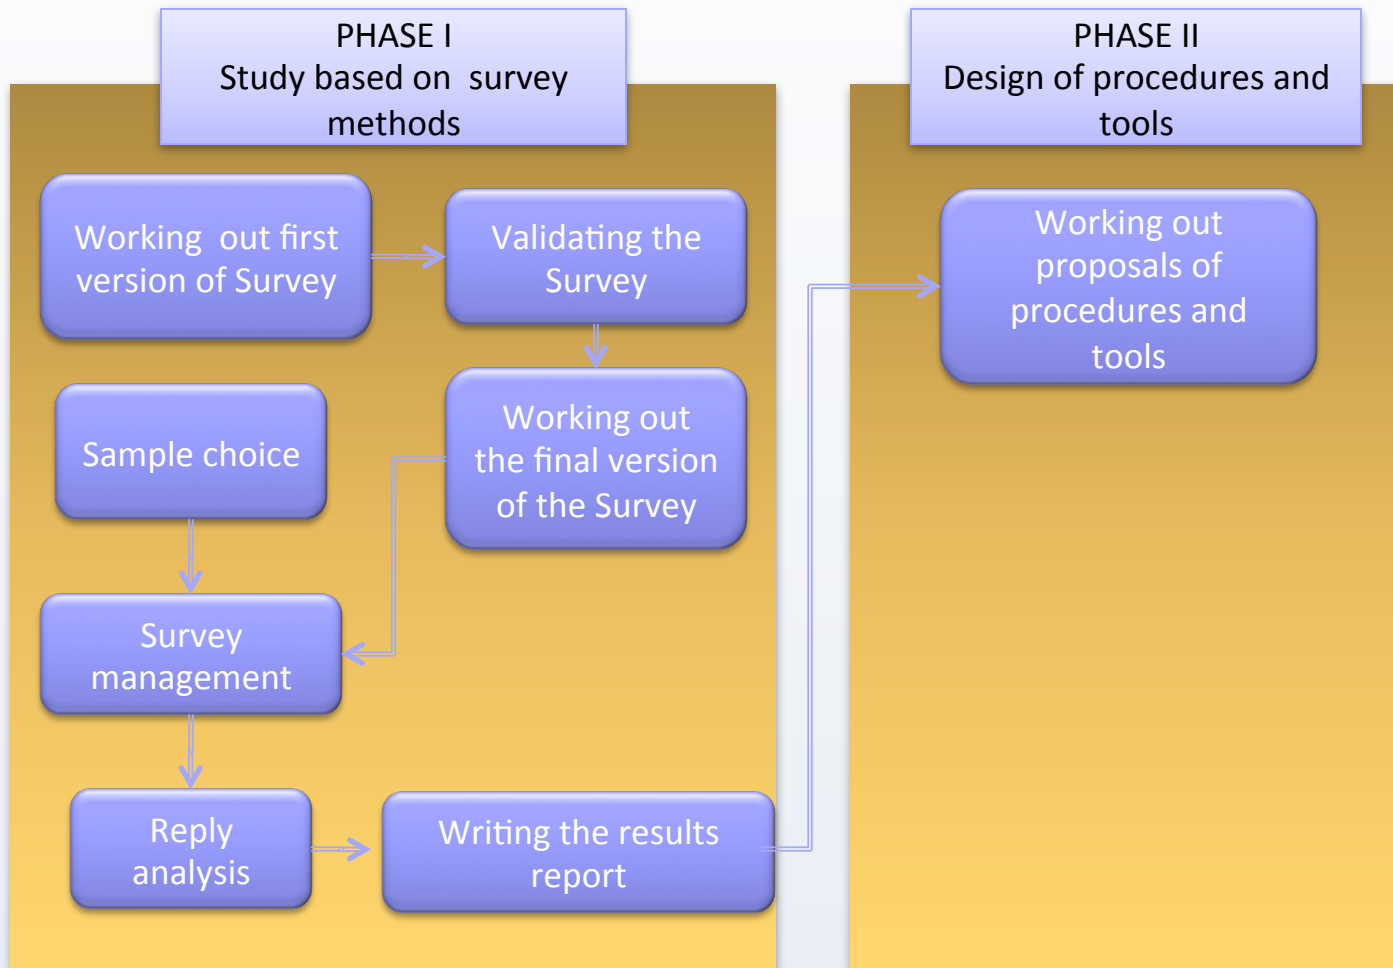 PHASE I
Study based on survey
methods
PHASE II
Design of procedures and
tools
Working out first
version of Survey
Validating the
Survey
Working out
proposals of
procedures and
tools
Sample choice
Working out
the final version
of the Survey
Survey
management
Reply
analysis
Writing the results
report